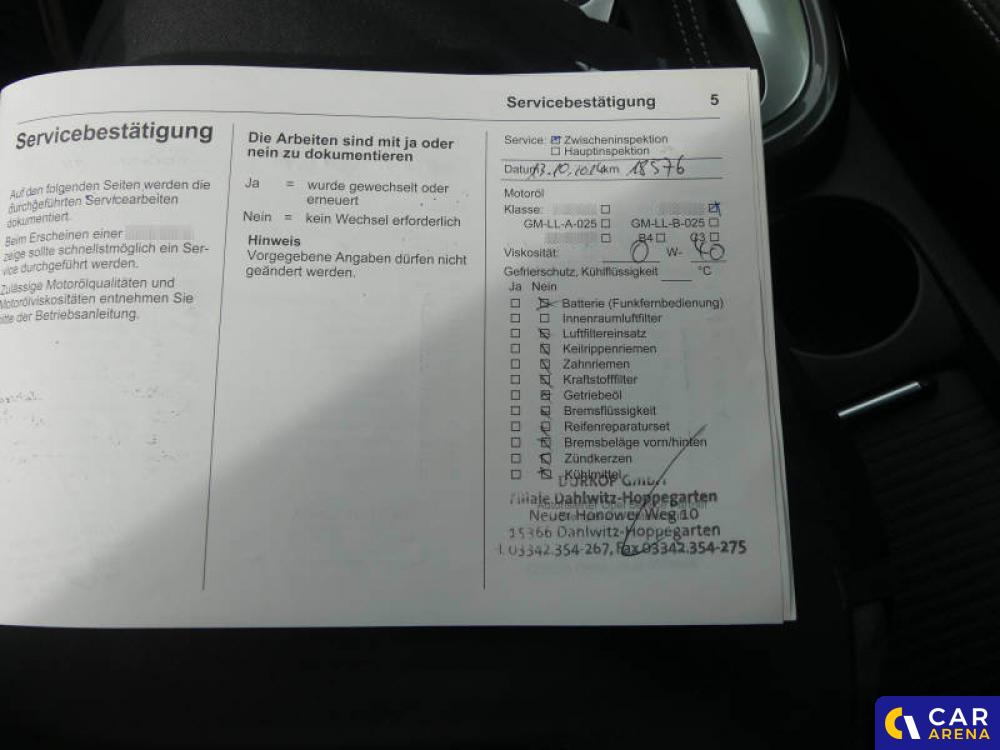 Servicebestätigung 5
Servicebestätigung
Auf den folgenden Seiten werden die
durchgeführten Servicearbeiten
dokumentiert.
Beim Erscheinen einer
zeige sollte schnellstmöglich ein Ser-
vice durchgeführt werden.
Zulässige Motorölqualitäten und
Motorölviskositäten entnehmen Sie
bitte der Betriebsanleitung.
Die Arbeiten sind mit ja oder
nein zu dokumentieren
Ja = wurde gewechselt oder
erneuert
Nein = kein Wechsel erforderlich
Hinweis
Vorgegebene Angaben dürfen nicht
geändert werden.
Service: Zwischeninspektion
Hauptinspektion
Datum km 18576
Motoröl
Klasse:
GM-LL-A-025 GM-LL-B-025
B4 C3
Viskosität: 0 W- 40
Gefrierschutz, Kühlflüssigkeit °C
Ja Nein
Batterie (Funkfernbedienung)
Innenraumluftfilter
Luftfiltereinsatz
Keilrippenriemen
Zahnriemen
Kraftstofffilter
Getriebeöl
Bremsflüssigkeit
Reifenreparaturset
Bremsbeläge vorn/hinten
Zündkerzen
Kühlmittel
DÜRKOP GmbH
Filiale Dahlwitz-Hoppegarten
Neuer Hönower Weg 10
15366 Dahlwitz-Hoppegarten
03342.354-267, Fax 03342.354-275
CAR
ARENA